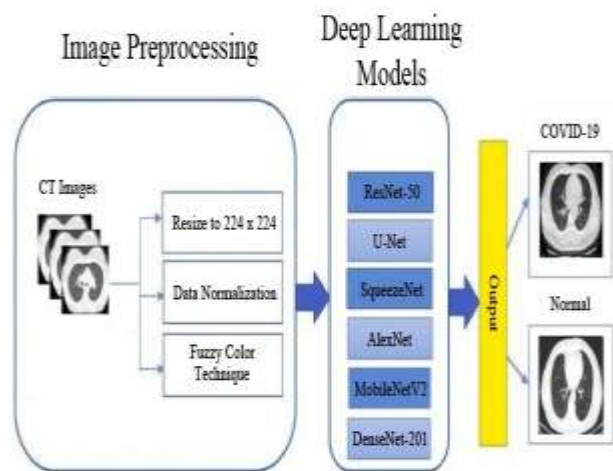 Image Preprocessing
Deep Learning
Models
CT Images
Resize to 224 x 224
Data Normalization
Fuzzy Color
Technique
ResNet-50
U-Net
SqueezeNet
AlexNet
MobileNetV2
DenseNet-201
Output
COVID-19
Normal